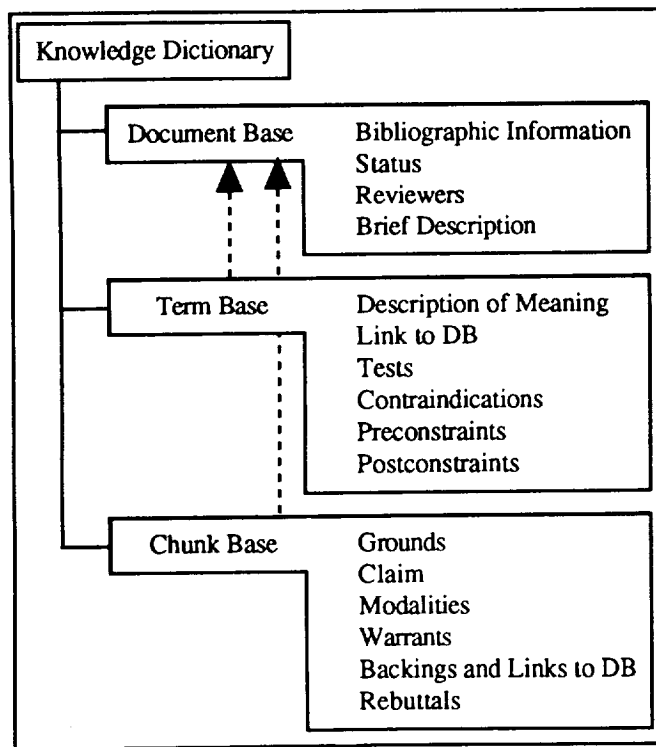 Knowledge Dictionary
Document Base
Bibliographic Information
Status
Reviewers
Brief Description
Term Base
Description of Meaning
Link to DB
Tests
Contraindications
Preconstraints
Postconstraints
Chunk Base
Grounds
Claim
Modalities
Warrants
Backings and Links to DB
Rebuttals